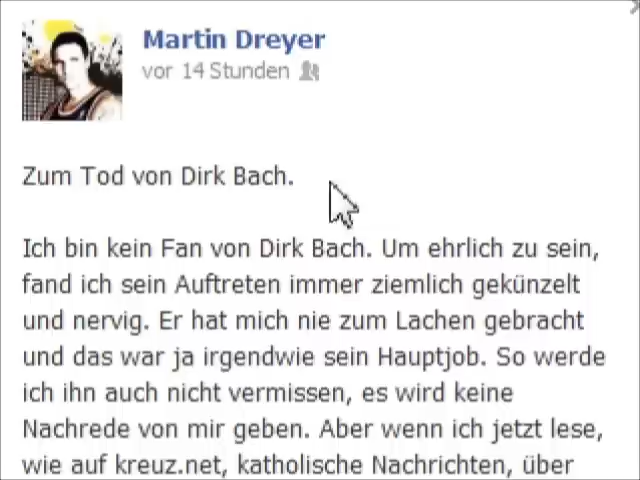 Martin Dreyer
vor 14 Stunden
Zum Tod von Dirk Bach.
Ich bin kein Fan von Dirk Bach. Um ehrlich zu sein,
fand ich sein Auftreten immer ziemlich gekünzelt
und nervig. Er hat mich nie zum Lachen gebracht
und das war ja irgendwie sein Hauptjob. So werde
ich ihn auch nicht vermissen, es wird keine
Nachrede von mir geben. Aber wenn ich jetzt lese,
wie auf kreuz.net, katholische Nachrichten, über